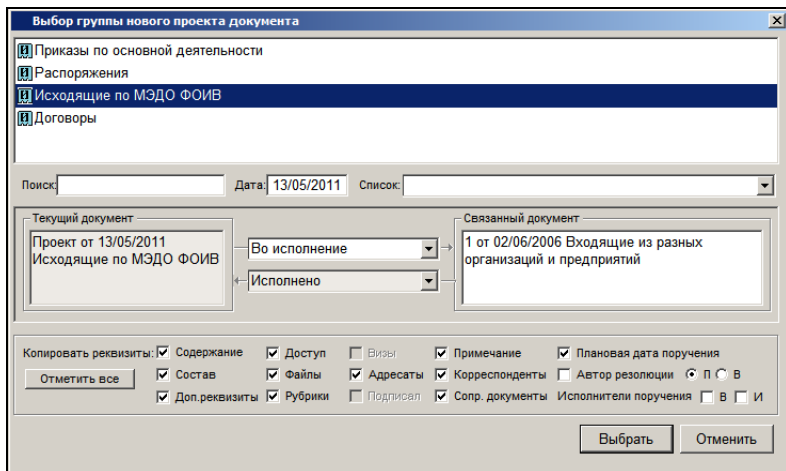 Выбор группы нового проекта документа
Приказы по основной деятельности
Распоряжения
Исходящие по МЭДО ФОИВ
Договоры
Поиск: Дата: 13/05/2011 Список:
Текущий документ Связанный документ
Проект от 13/05/2011 Во исполнение 1 от 02/06/2006 Входящие из разных
Исходящие по МЭДО ФОИВ Исполнено организаций и предприятий
Копировать реквизиты: Содержание Доступ Визы Примечание Плановая дата поручения
Отметить все Состав Файлы Адресаты Корреспонденты Автор резолюции П В
Доп.реквизиты Рубрики Подписал Сопр. документы Исполнители поручения В И
Выбрать Отменить